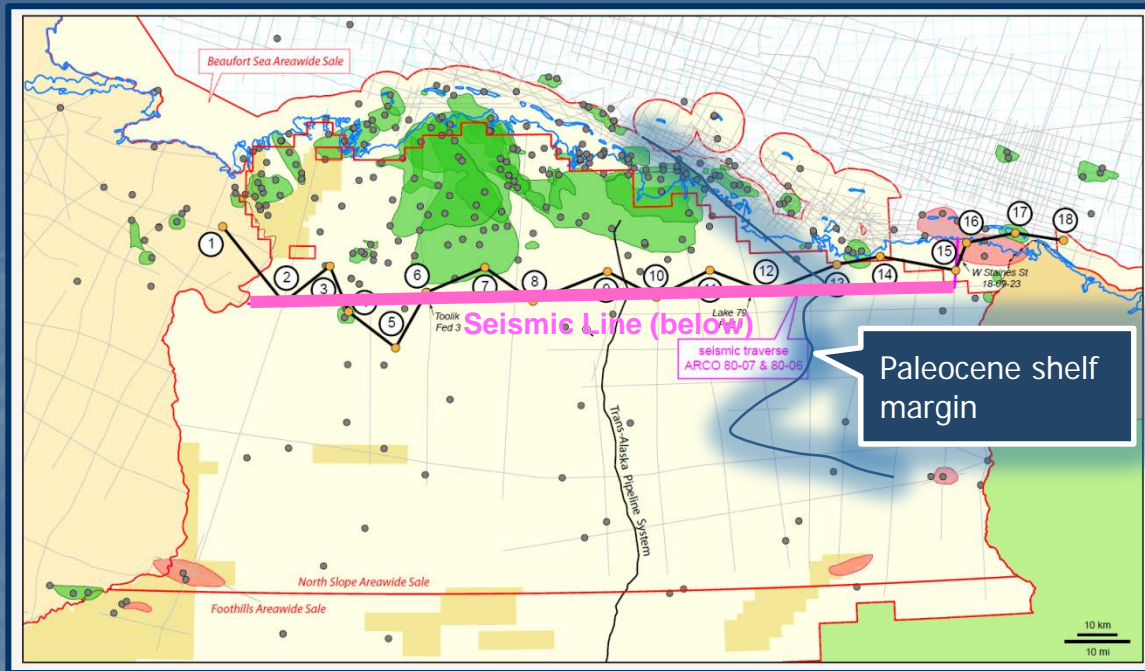 Beaufort Sea Areawide Sale
1
2
3
4
5
6
7
8
9
10
11
12
13
14
15
16
17
18
W Staines St
18-09-23
Toolik
Fed 3
Lake 79
Seismic Line (below)
seismic traverse
ARCO 80-07 & 80-06
Paleocene shelf
margin
Trans-Alaska Pipeline System
North Slope Areawide Sale
Foothills Areawide Sale
10 km
10 mi